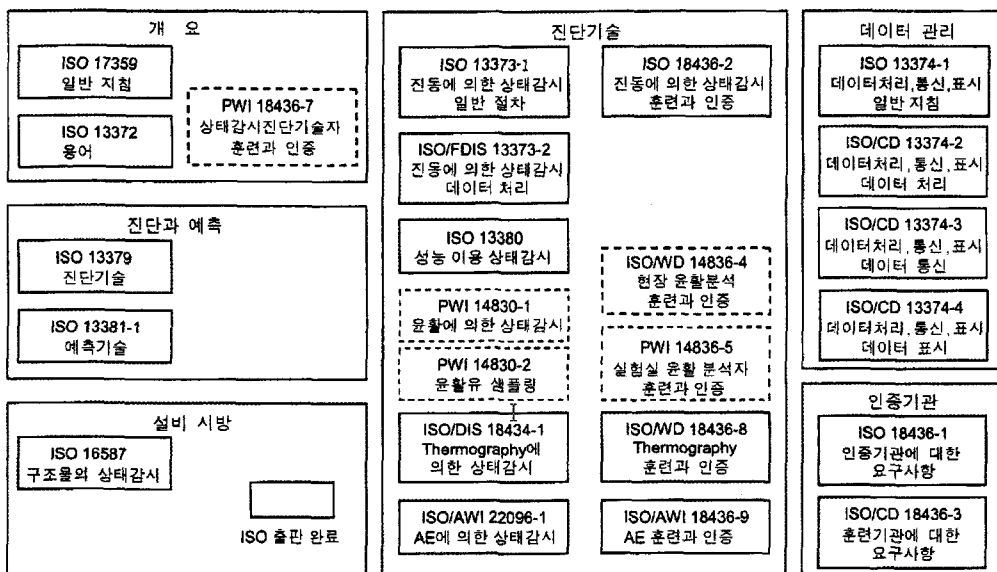 개 요
ISO 17359
일반 지침
PWI 18436-7
상태감시진단기술자
훈련과 인증
ISO 13372
용어
진단과 예측
ISO 13379
진단기술
ISO 13381-1
예측기술
설비 시방
ISO 16587
구조물의 상태감시
ISO 출판 완료
진단기술
ISO 13373-1
진동에 의한 상태감시
일반 절차
ISO 18436-2
진동에 의한 상태감시
훈련과 인증
ISO/FDIS 13373-2
진동에 의한 상태감시
데이터 처리
ISO 13380
성능 이용 상태감시
ISO/WD 14836-4
현장 윤활분석
훈련과 인증
PWI 14830-1
윤활에 의한 상태감시
PWI 14830-2
윤활유 샘플링
PWI 14836-5
실험실 윤활 분석자
훈련과 인증
ISO/DIS 18434-1
Thermography에
의한 상태감시
ISO/WD 18436-8
Thermography
훈련과 인증
ISO/AWI 22096-1
AE에 의한 상태감시
ISO/AWI 18436-9
AE 훈련과 인증
데이터 관리
ISO 13374-1
데이터처리,통신,표시
일반 지침
ISO/CD 13374-2
데이터처리,통신,표시
데이터 처리
ISO/CD 13374-3
데이터처리,통신,표시
데이터 통신
ISO/CD 13374-4
데이터처리,통신,표시
데이터 표시
인증기관
ISO 18436-1
인증기관에 대한
요구사항
ISO/CD 18436-3
훈련기관에 대한
요구사항